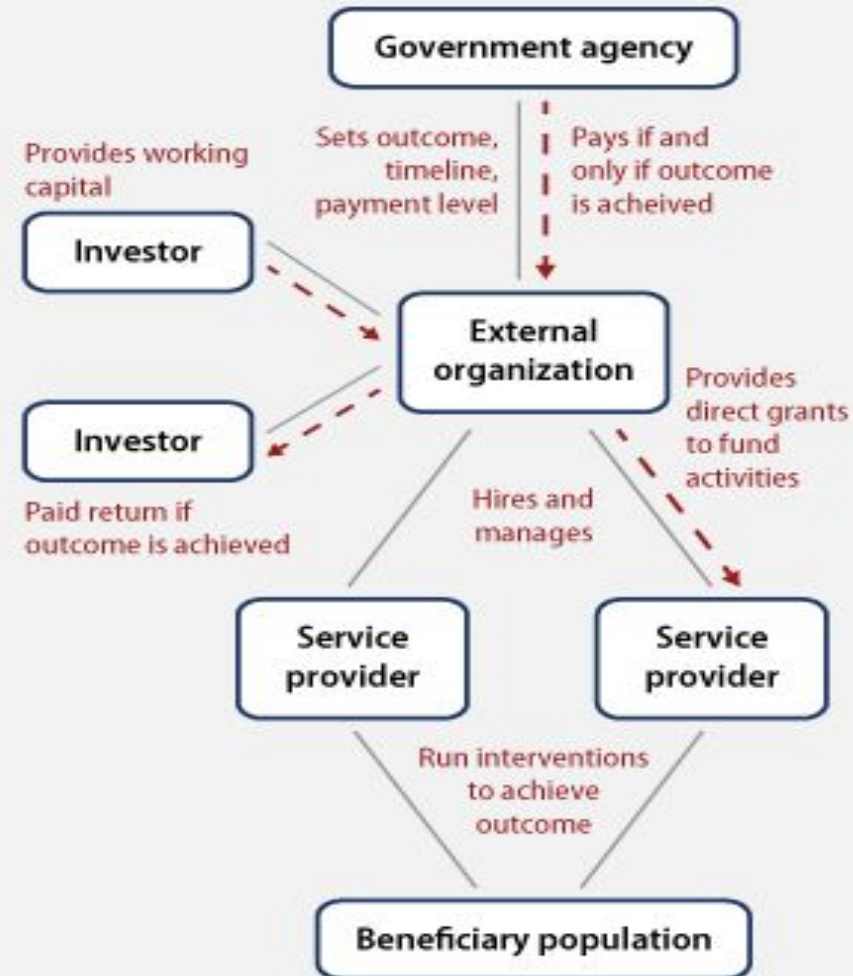 Government agency
Sets outcome,
timeline,
payment level
Pays if and
only if outcome
is acheived
Provides working
capital
Investor
External
organization
Investor
Paid return if
outcome is achieved
Provides
direct grants
to fund
activities
Hires and
manages
Service
provider
Service
provider
Run interventions
to achieve
outcome
Beneficiary population